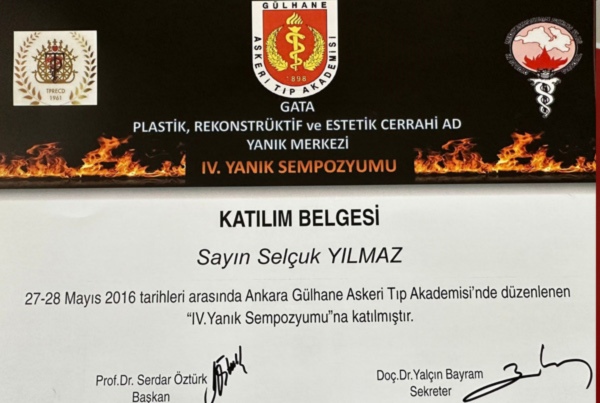 GÜLHANE
ASKERİ TIP AKADEMİSİ
1898
TPRECD
1961
GATA
PLASTİK, REKONSTRÜKTİF ve ESTETİK CERRAHİ AD
YANIK MERKEZİ
IV. YANIK SEMPOZYUMU
KATILIM BELGESİ
Sayın Selçuk YILMAZ
27-28 Mayıs 2016 tarihleri arasında Ankara Gülhane Askeri Tıp Akademisi’nde düzenlenen
“IV.Yanık Sempozyumu”na katılmıştır.
Prof.Dr. Serdar Öztürk
Başkan
Doç.Dr.Yalçın Bayram
Sekreter